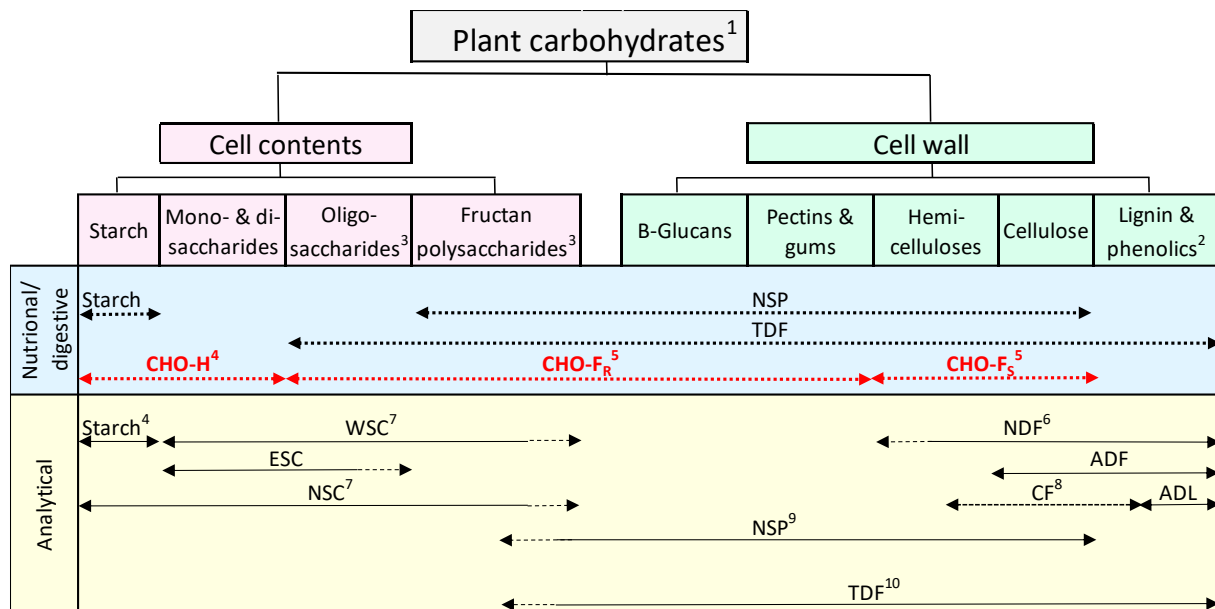 Plant carbohydrates1
Cell contents
Cell wall
Starch
Mono- & di-
saccharides
Oligo-
saccharides3
Fructan
polysaccharides3
B-Glucans
Pectins &
gums
Hemi-
celluloses
Cellulose
Lignin &
phenolics2
Nutrional/
digestive
Starch
NSP
TDF
CHO-H4
CHO-FR5
CHO-FS5
Analytical
Starch4
WSC7
NDF6
ESC
ADF
NSC7
CF8
ADL
NSP9
TDF10